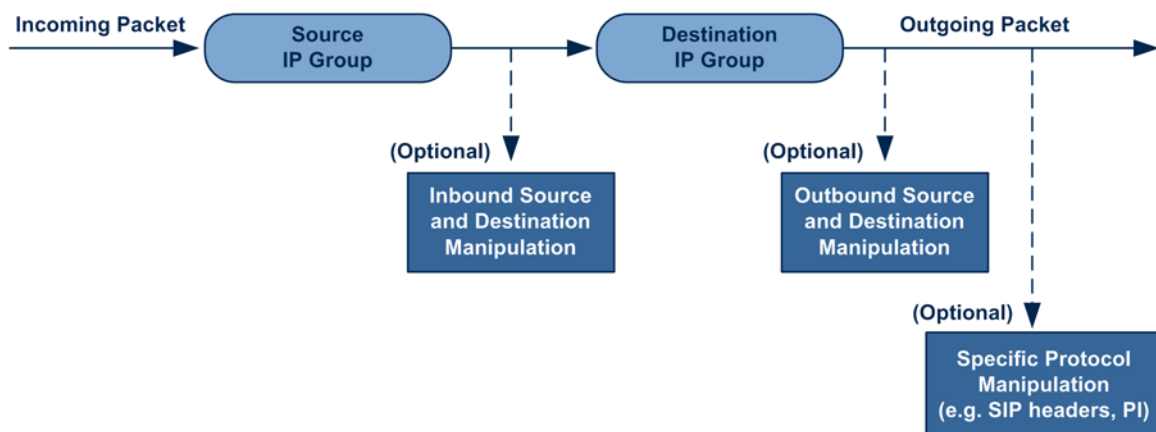 Incoming Packet
Source
IP Group
Destination
IP Group
Outgoing Packet
(Optional)
Inbound Source
and Destination
Manipulation
(Optional)
Outbound Source
and Destination
Manipulation
(Optional)
Specific Protocol
Manipulation
(e.g. SIP headers, PI)